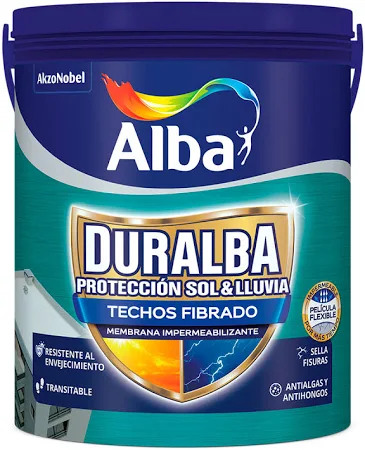 AkzoNobel
Alba
DURALBA
PROTECCIÓN SOL & LLUVIA
TECHOS FIBRADO
MEMBRANA IMPERMEABILIZANTE
PELÍCULA
FLEXIBLE
RESISTENTE AL
ENVEJECIMIENTO
TRANSITABLE
SELLA
FISURAS
ANTIALGAS Y
ANTIHONGOS